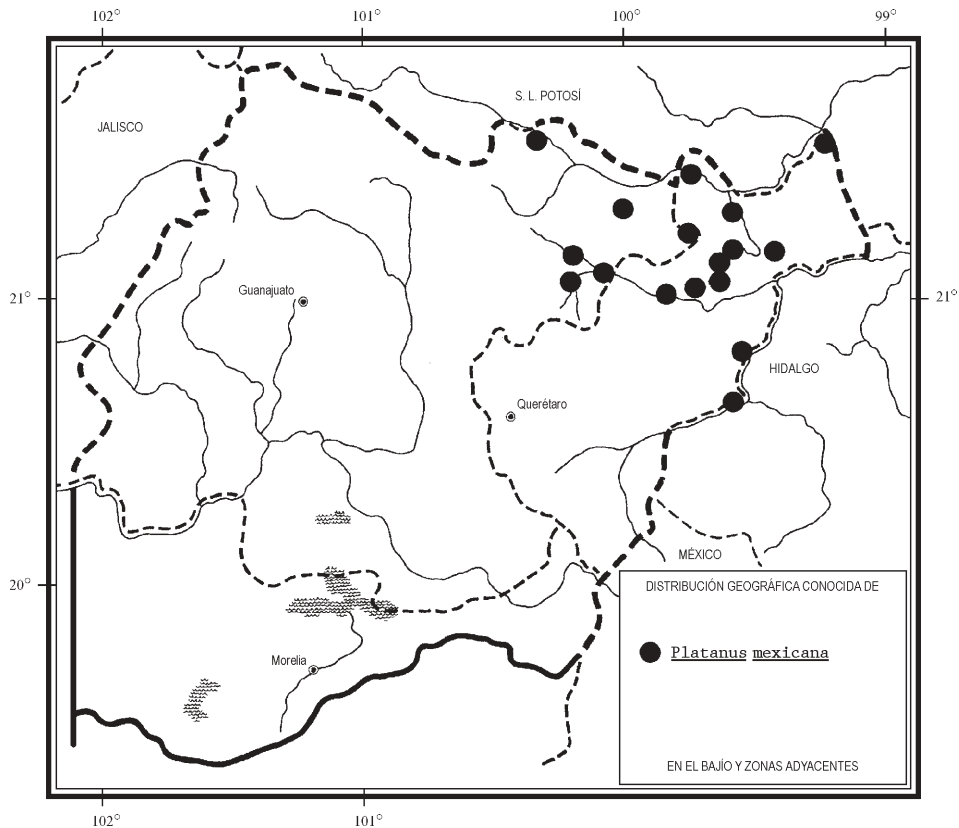 102°
101°
100°
99°
S. L. POTOSÍ
JALISCO
Guanajuato
21°
21°
HIDALGO
Querétaro
MÉXICO
20°
DISTRIBUCIÓN GEOGRÁFICA CONOCIDA DE
Platanus mexicana
Morelia
EN EL BAJÍO Y ZONAS ADYACENTES
102°
101°